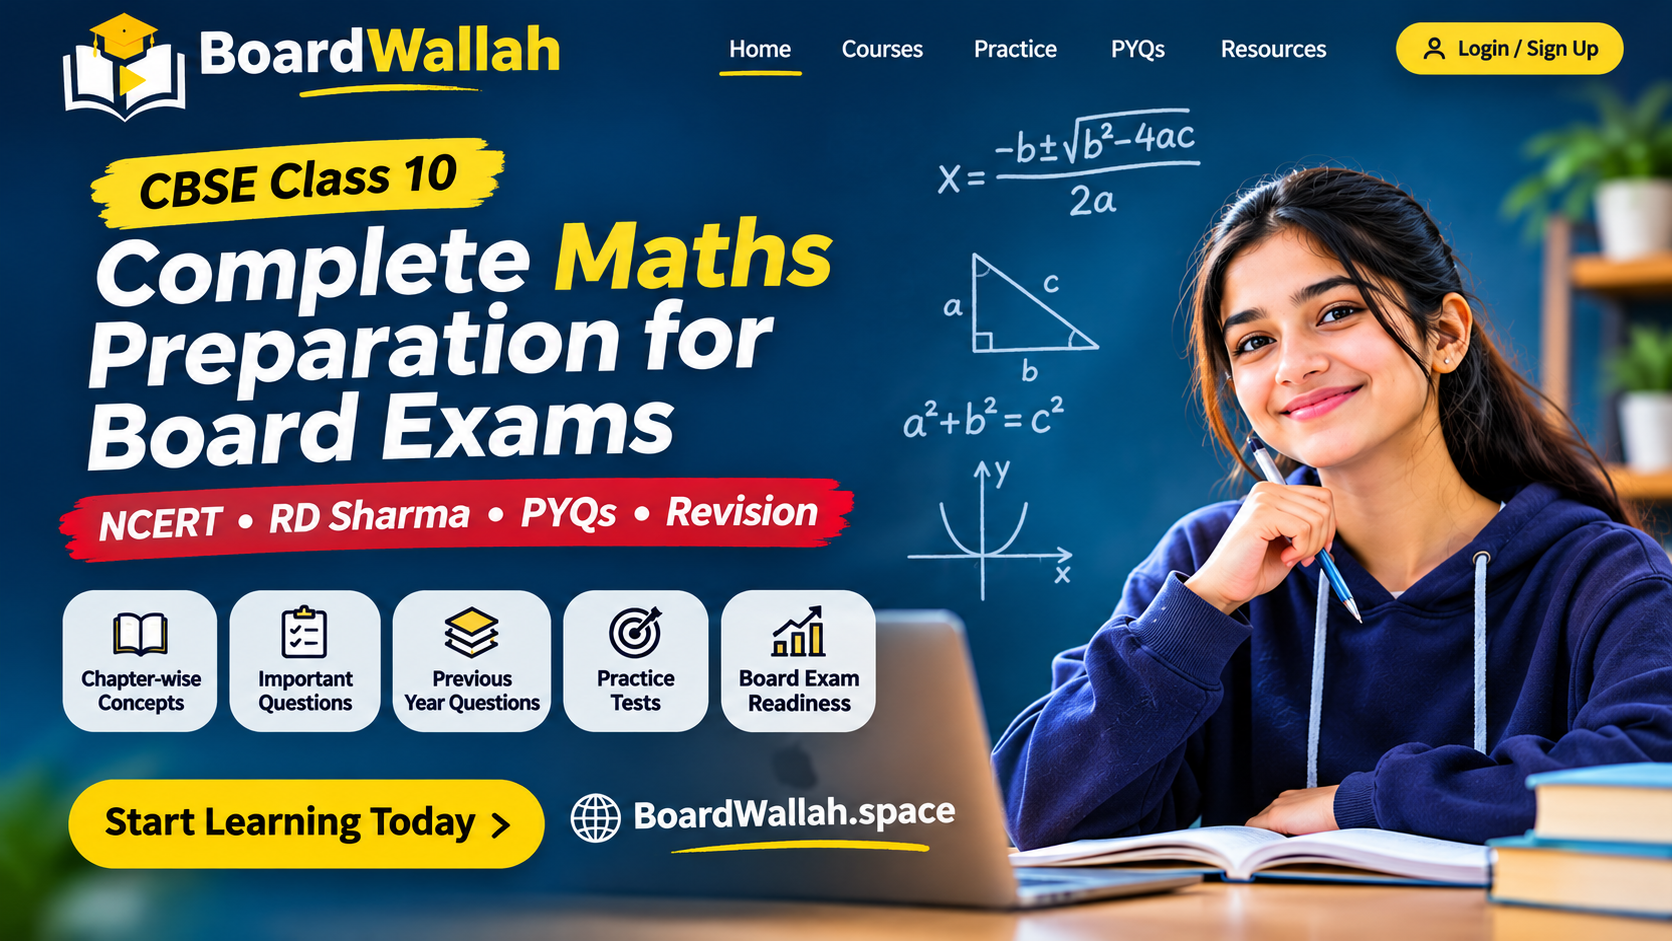 BoardWallah
Home Courses Practice PYQs Resources Login / Sign Up
CBSE Class 10
Complete Maths
Preparation for
Board Exams
NCERT • RD Sharma • PYQs • Revision
Chapter-wise
Concepts
Important
Questions
Previous
Year Questions
Practice
Tests
Board Exam
Readiness
Start Learning Today >
BoardWallah.space
x = -b±√b²-4ac
2a
a
c
b
a²+b²=c²
y
x